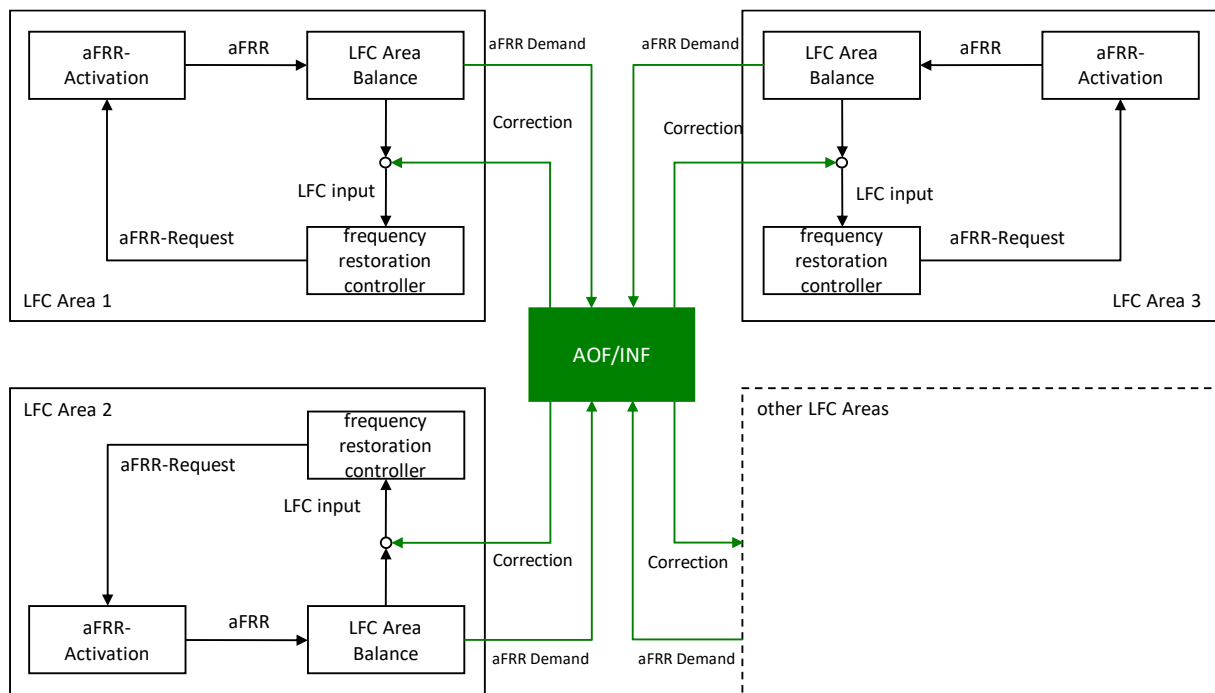 aFRR-
Activation
aFRR
LFC Area
Balance
aFRR Demand
Correction
LFC input
aFRR-Request
frequency
restoration
controller
LFC Area 1
aFRR Demand
LFC Area
Balance
aFRR
aFRR-
Activation
Correction
LFC input
frequency
restoration
controller
aFRR-Request
LFC Area 3
AOF/INF
LFC Area 2
frequency
restoration
controller
aFRR-Request
LFC input
Correction
aFRR-
Activation
aFRR
LFC Area
Balance
aFRR Demand
other LFC Areas
Correction
aFRR Demand